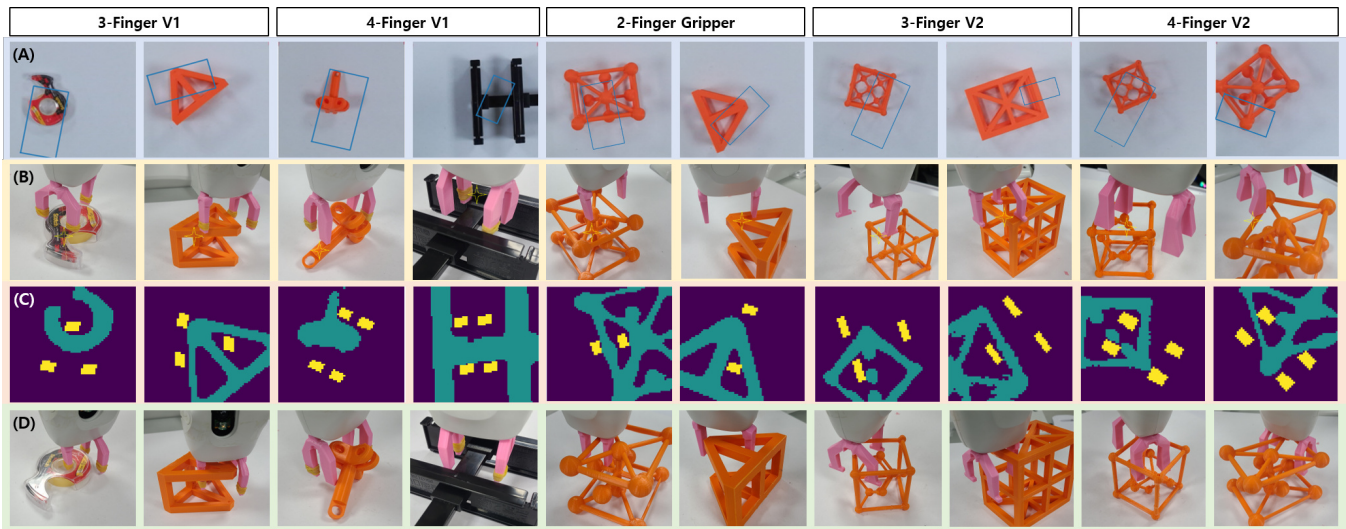 3-Finger V1
4-Finger V1
2-Finger Gripper
3-Finger V2
4-Finger V2
(A)
(B)
(C)
(D)